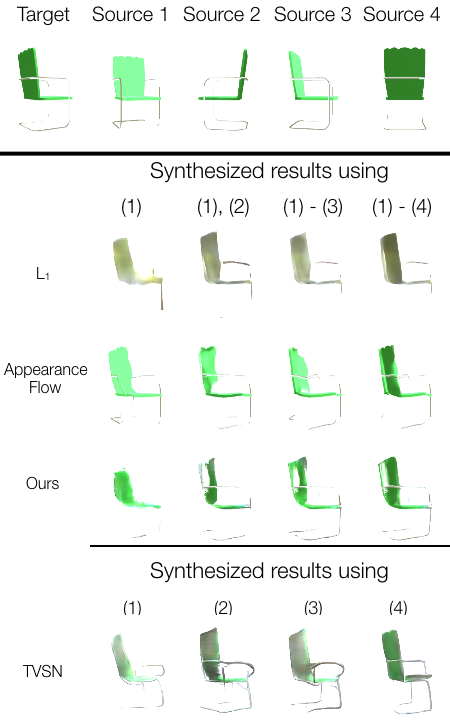 Target Source 1 Source 2 Source 3 Source 4
Synthesized results using
(1) (1), (2) (1) - (3) (1) - (4)
L₁
Appearance
Flow
Ours
Synthesized results using
(1) (2) (3) (4)
TVSN